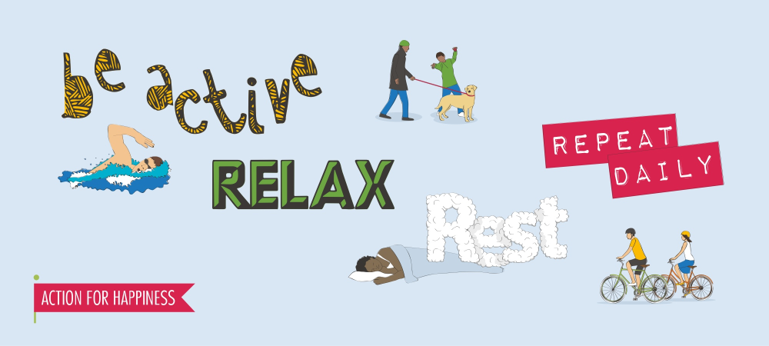 be active
RELAX
Rest
REPEAT
DAILY
ACTION FOR HAPPINESS